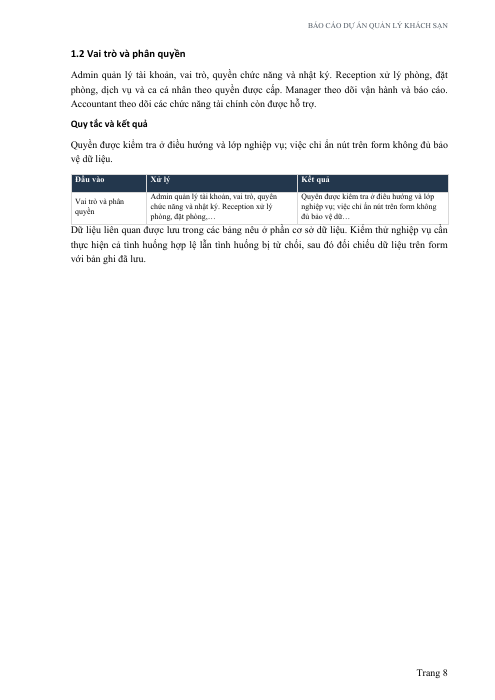 BÁO CÁO DỰ ÁN QUẢN LÝ KHÁCH SẠN
1.2 Vai trò và phân quyền
Admin quản lý tài khoản, vai trò, quyền chức năng và nhật ký. Reception xử lý phòng, đặt
phòng, dịch vụ và ca cá nhân theo quyền được cấp. Manager theo dõi vận hành và báo cáo.
Accountant theo dõi các chức năng tài chính còn được hỗ trợ.
Quy tắc và kết quả
Quyền được kiểm tra ở điều hướng và lớp nghiệp vụ; việc chỉ ẩn nút trên form không đủ bảo
vệ dữ liệu.
Đầu vào Xử lý Kết quả
Vai trò và phân quyền
Admin quản lý tài khoản, vai trò, quyền
chức năng và nhật ký. Reception xử lý
phòng, đặt phòng,…
Quyền được kiểm tra ở điều hướng và lớp
nghiệp vụ; việc chỉ ẩn nút trên form không
đủ bảo vệ dữ…
Dữ liệu liên quan được lưu trong các bảng nêu ở phần cơ sở dữ liệu. Kiểm thử nghiệp vụ cần
thực hiện cả tình huống hợp lệ lẫn tình huống bị từ chối, sau đó đối chiếu dữ liệu trên form
với bản ghi đã lưu.
Trang 8